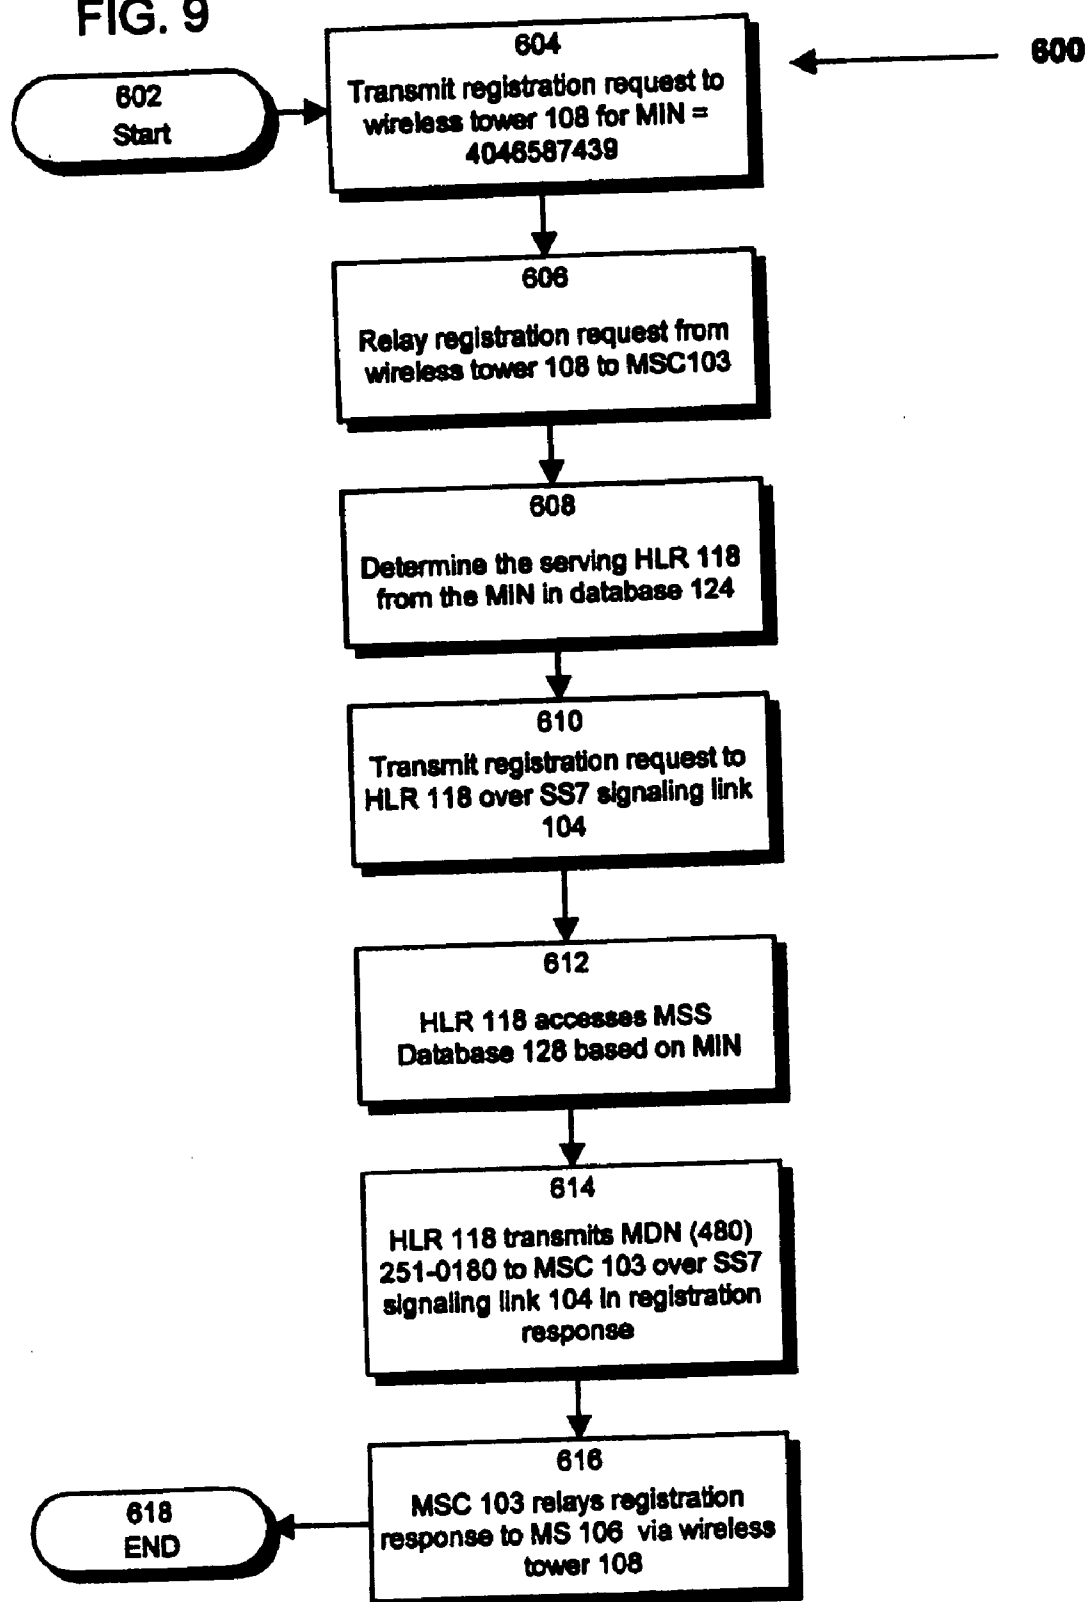 FIG. 9
600
602
Start
604
Transmit registration request to
wireless tower 108 for MIN =
4046587439
606
Relay registration request from
wireless tower 108 to MSC103
608
Determine the serving HLR 118
from the MIN in database 124
610
Transmit registration request to
HLR 118 over SS7 signaling link
104
612
HLR 118 accesses MSS
Database 128 based on MIN
614
HLR 118 transmits MDN (480)
251-0180 to MSC 103 over SS7
signaling link 104 in registration
response
616
MSC 103 relays registration
response to MS 106 via wireless
tower 108
618
END